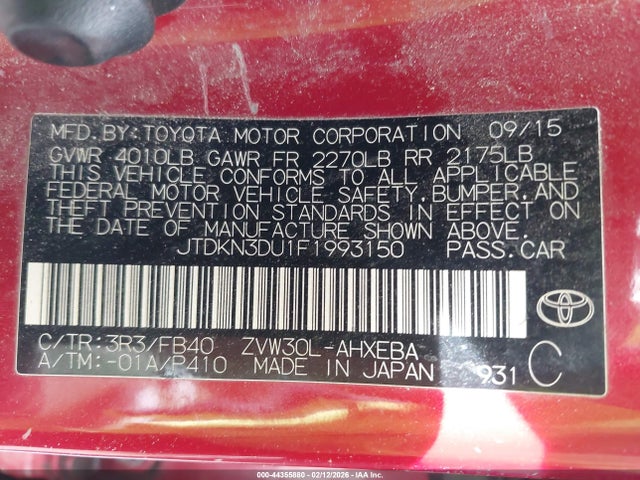 MFD.BY:TOYOTA MOTOR CORPORATION 09/15
GVWR 4010LB GAWR FR 2270LB RR 2175LB
THIS VEHICLE CONFORMS TO ALL APPLICABLE
FEDERAL MOTOR VEHICLE SAFETY,BUMPER,AND
THEFT PREVENTION STANDARDS IN EFFECT ON
THE DATE OF MANUFACTURE SHOWN ABOVE.
JTDKN3DU1F1993150 PASS.CAR
C/TR:3R3/FB40 ZVW30L-AHXEBA
A/TM:-01A/P410 MADE IN JAPAN 931 C
000-44355880 - 02/12/2026 - IAA Inc.